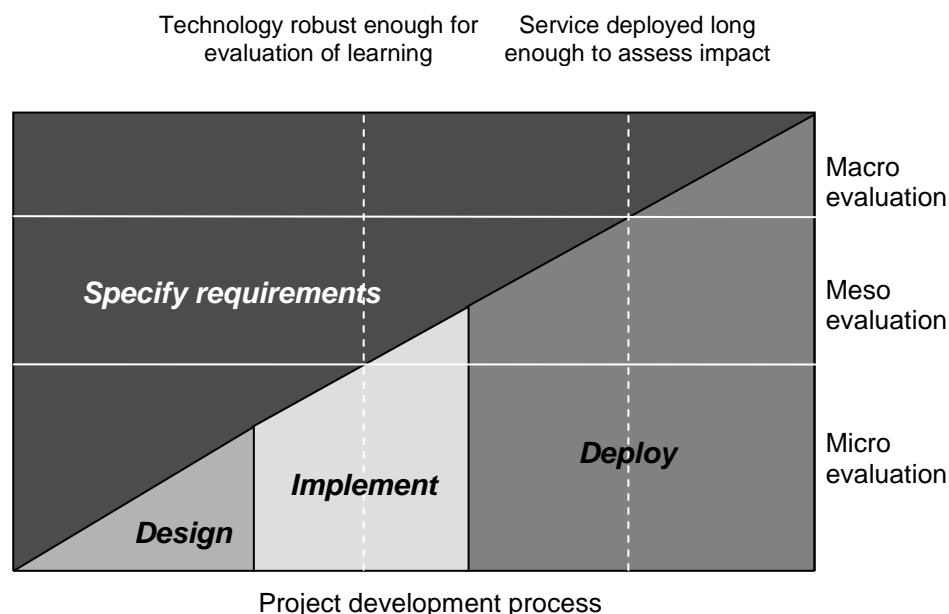 Technology robust enough for
evaluation of learning
Service deployed long
enough to assess impact
Macro
evaluation
Specify requirements
Meso
evaluation
Micro
evaluation
Deploy
Implement
Design
Project development process